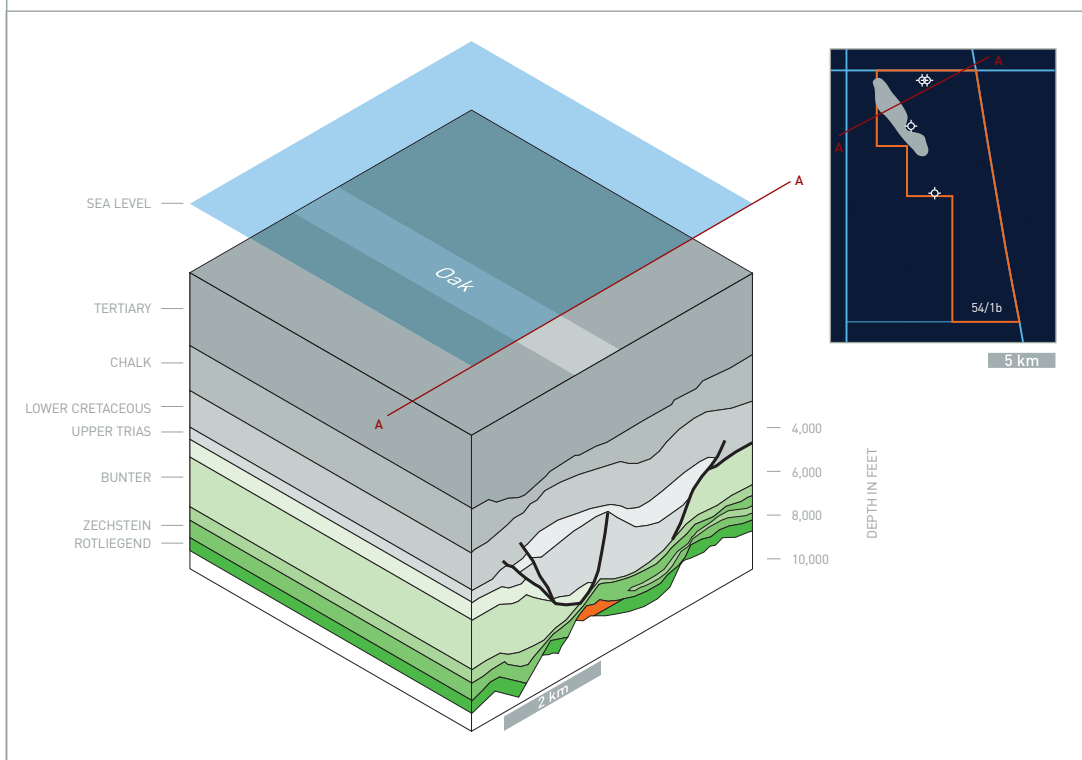 A
A
54/1b
5 km
SEA LEVEL
A
Oak
TERTIARY
CHALK
LOWER CRETACEOUS
UPPER TRIAS
BUNTER
ZECHSTEIN
ROTLIEGEND
A
4,000
6,000
8,000
10,000
DEPTH IN FEET
2 km